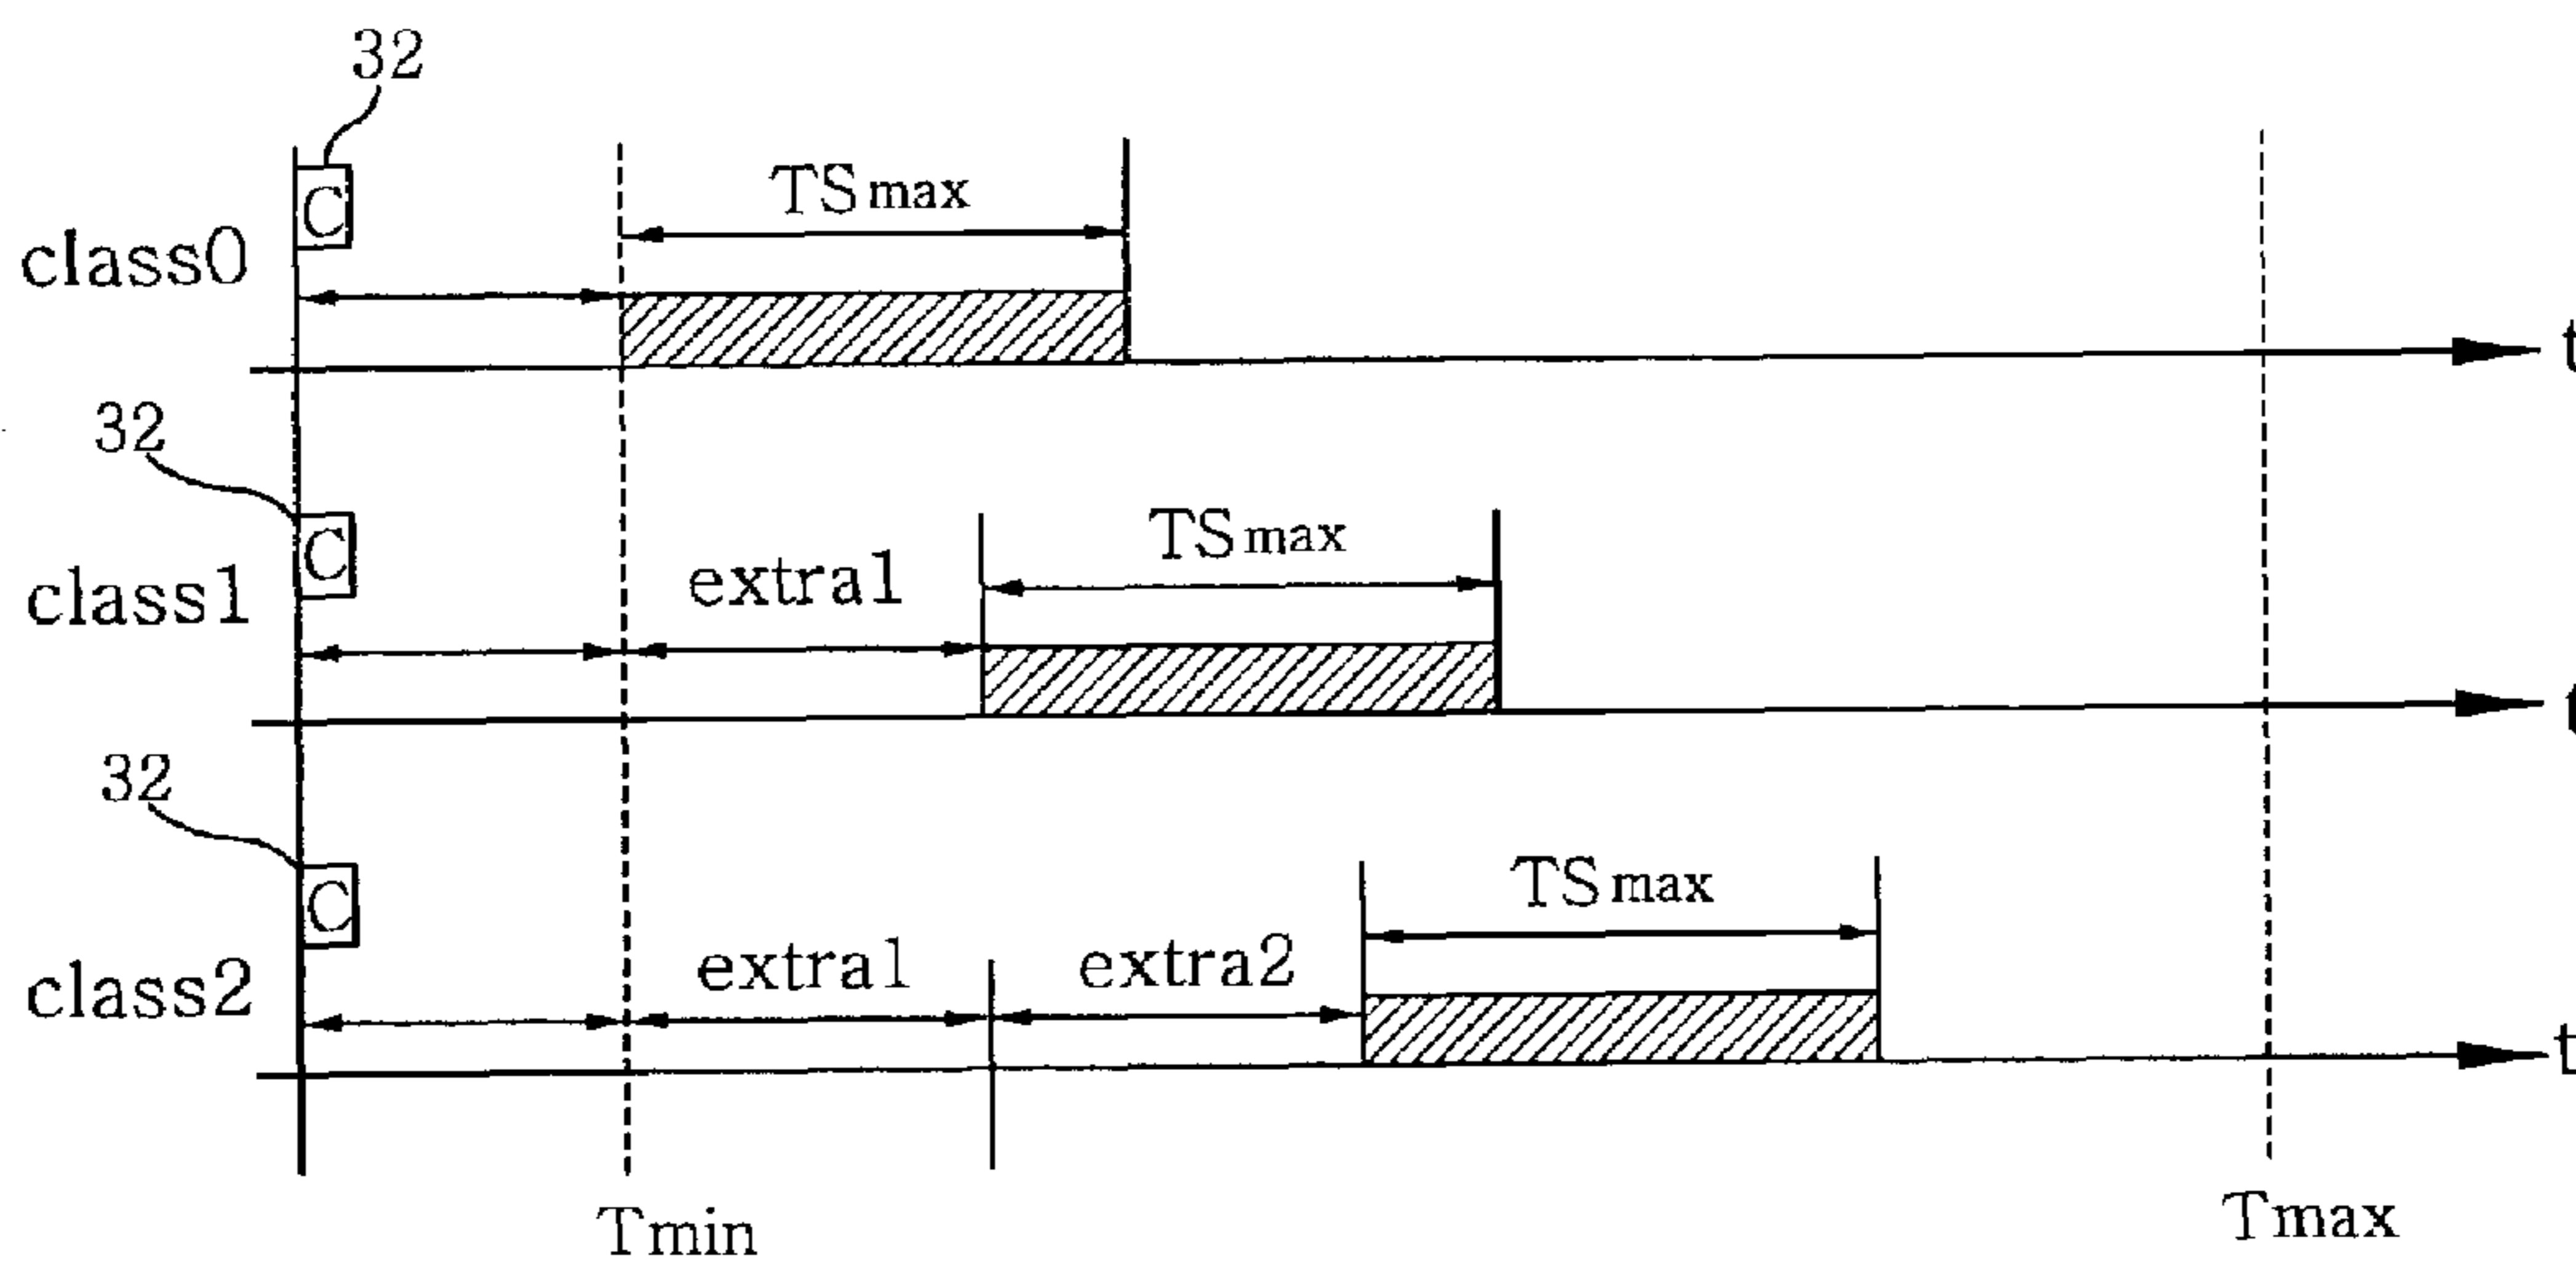 32
C
TSmax
class0
t
32
C
TSmax
class1
extra1
32
C
TSmax
class2
extra1
extra2
t
Tmin
Tmax